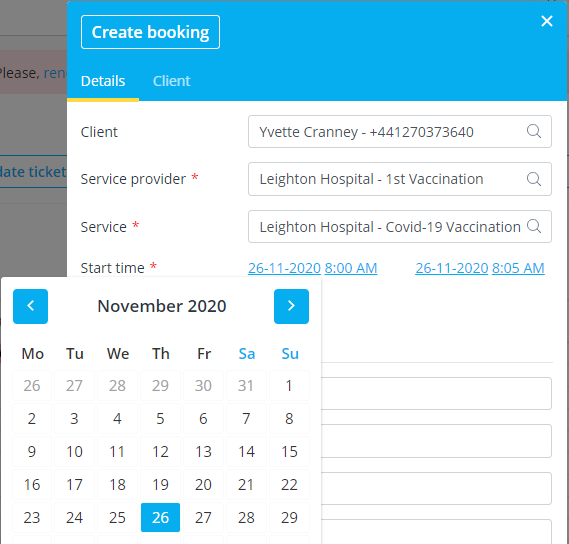 Create booking
Details Client
Please, ren
Client Yvette Cranney - +441270373640
date ticket
Service provider * Leighton Hospital - 1st Vaccination
Service * Leighton Hospital - Covid-19 Vaccination
Start time * 26-11-2020 8:00 AM 26-11-2020 8:05 AM
November 2020
Mo Tu We Th Fr Sa Su
26 27 28 29 30 31 1
2 3 4 5 6 7 8
9 10 11 12 13 14 15
16 17 18 19 20 21 22
23 24 25 26 27 28 29